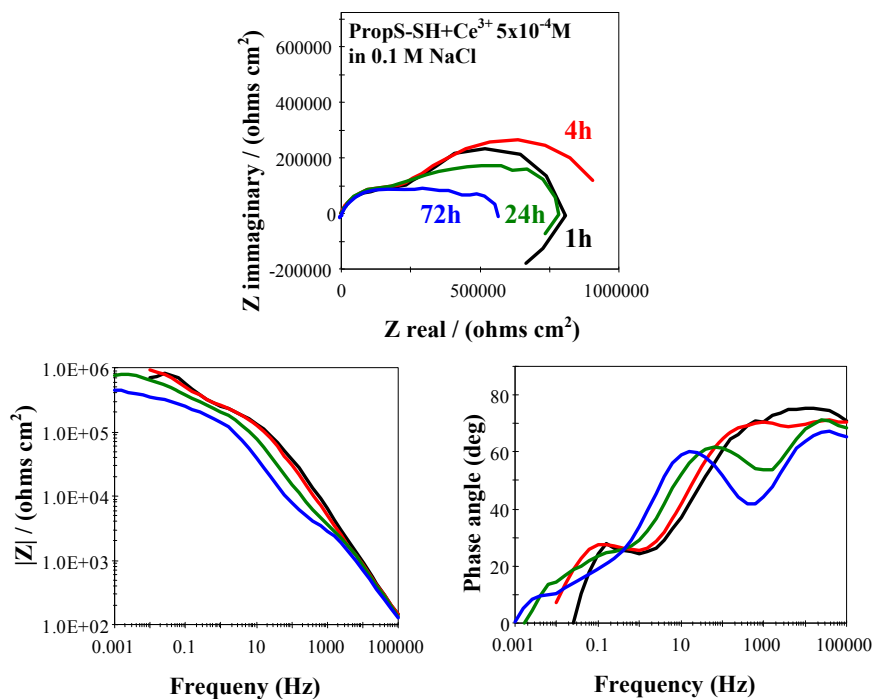 PropS-SH+Ce³⁺ 5x10⁻⁴M
in 0.1 M NaCl
Z immaginary / (ohms cm²)
600000
400000
200000
0
-200000
4h
72h
24h
1h
0
500000
1000000
Z real / (ohms cm²)
|Z| / (ohms cm²)
1.0E+06
1.0E+05
1.0E+04
1.0E+03
1.0E+02
0.001
0.1
10
1000
100000
Frequeny (Hz)
Phase angle (deg)
80
60
40
20
0
0.001
0.1
10
1000
100000
Frequency (Hz)